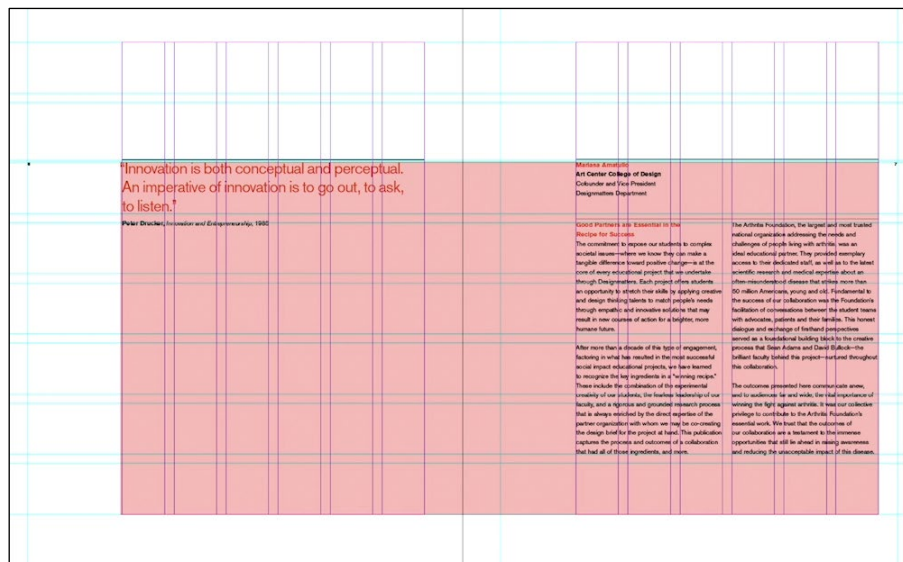 "Innovation is both conceptual and perceptual.
An imperative of innovation is to go out, to ask,
to listen."
Peter Drucker, Innovation and Entrepreneurship, 1985
Mariana Amatullo
Art Center College of Design
Cofounder and Vice President
Designmatters Department
Good Partners are Essential in the
Recipe for Success
The commitment to expose our students to complex
societal issues—where we know they can make a
tangible difference toward positive change—is at the
core of every educational project that we undertake
through Designmatters. Each project offers students
an opportunity to stretch their skills by applying creative
and design thinking talents to match people's needs
through empathic and innovative solutions that may
result in new courses of action for a brighter, more
humane future.
After more than a decade of this type of engagement,
factoring in what has resulted in the most successful
social impact educational projects, we have learned
to recognize the key ingredients in a "winning recipe."
These include the combination of the experimental
creativity of our students, the fearless leadership of our
faculty, and a rigorous and grounded research process
that is always enriched by the direct expertise of the
partner organization with whom we may be co-creating
the design brief for the project at hand. This publication
captures the process and outcomes of a collaboration
that had all of those ingredients, and more.
The Arthritis Foundation, the largest and most trusted
national organization addressing the needs and
challenges of people living with arthritis, was an
ideal educational partner. They provided exemplary
access to their dedicated staff, as well as to the latest
scientific research and medical expertise about an
often-misunderstood disease that strikes more than
50 million Americans, young and old. Fundamental to
the success of our collaboration was the Foundation's
facilitation of conversations between the student teams
with advocates, patients and their families. This honest
dialogue and exchange of firsthand perspectives
served as a foundational building block to the creative
process that Sean Adams and David Bullock—the
brilliant faculty behind this project—nurtured throughout
this collaboration.
The outcomes presented here communicate anew,
and to audiences far and wide, the vital importance of
winning the fight against arthritis. It was our collective
privilege to contribute to the Arthritis Foundation's
essential work. We trust that the outcomes of
our collaboration are a testament to the immense
opportunities that still lie ahead in raising awareness
and reducing the unacceptable impact of this disease.